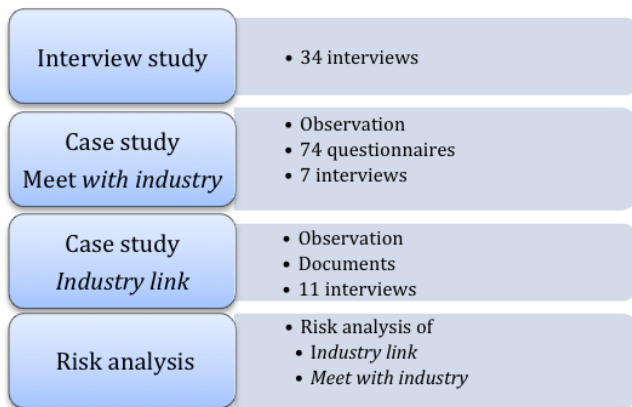 Interview study
• 34 interviews
Case study
Meet with industry
• Observation
• 74 questionnaires
• 7 interviews
Case study
Industry link
• Observation
• Documents
• 11 interviews
Risk analysis
• Risk analysis of
• Industry link
• Meet with industry